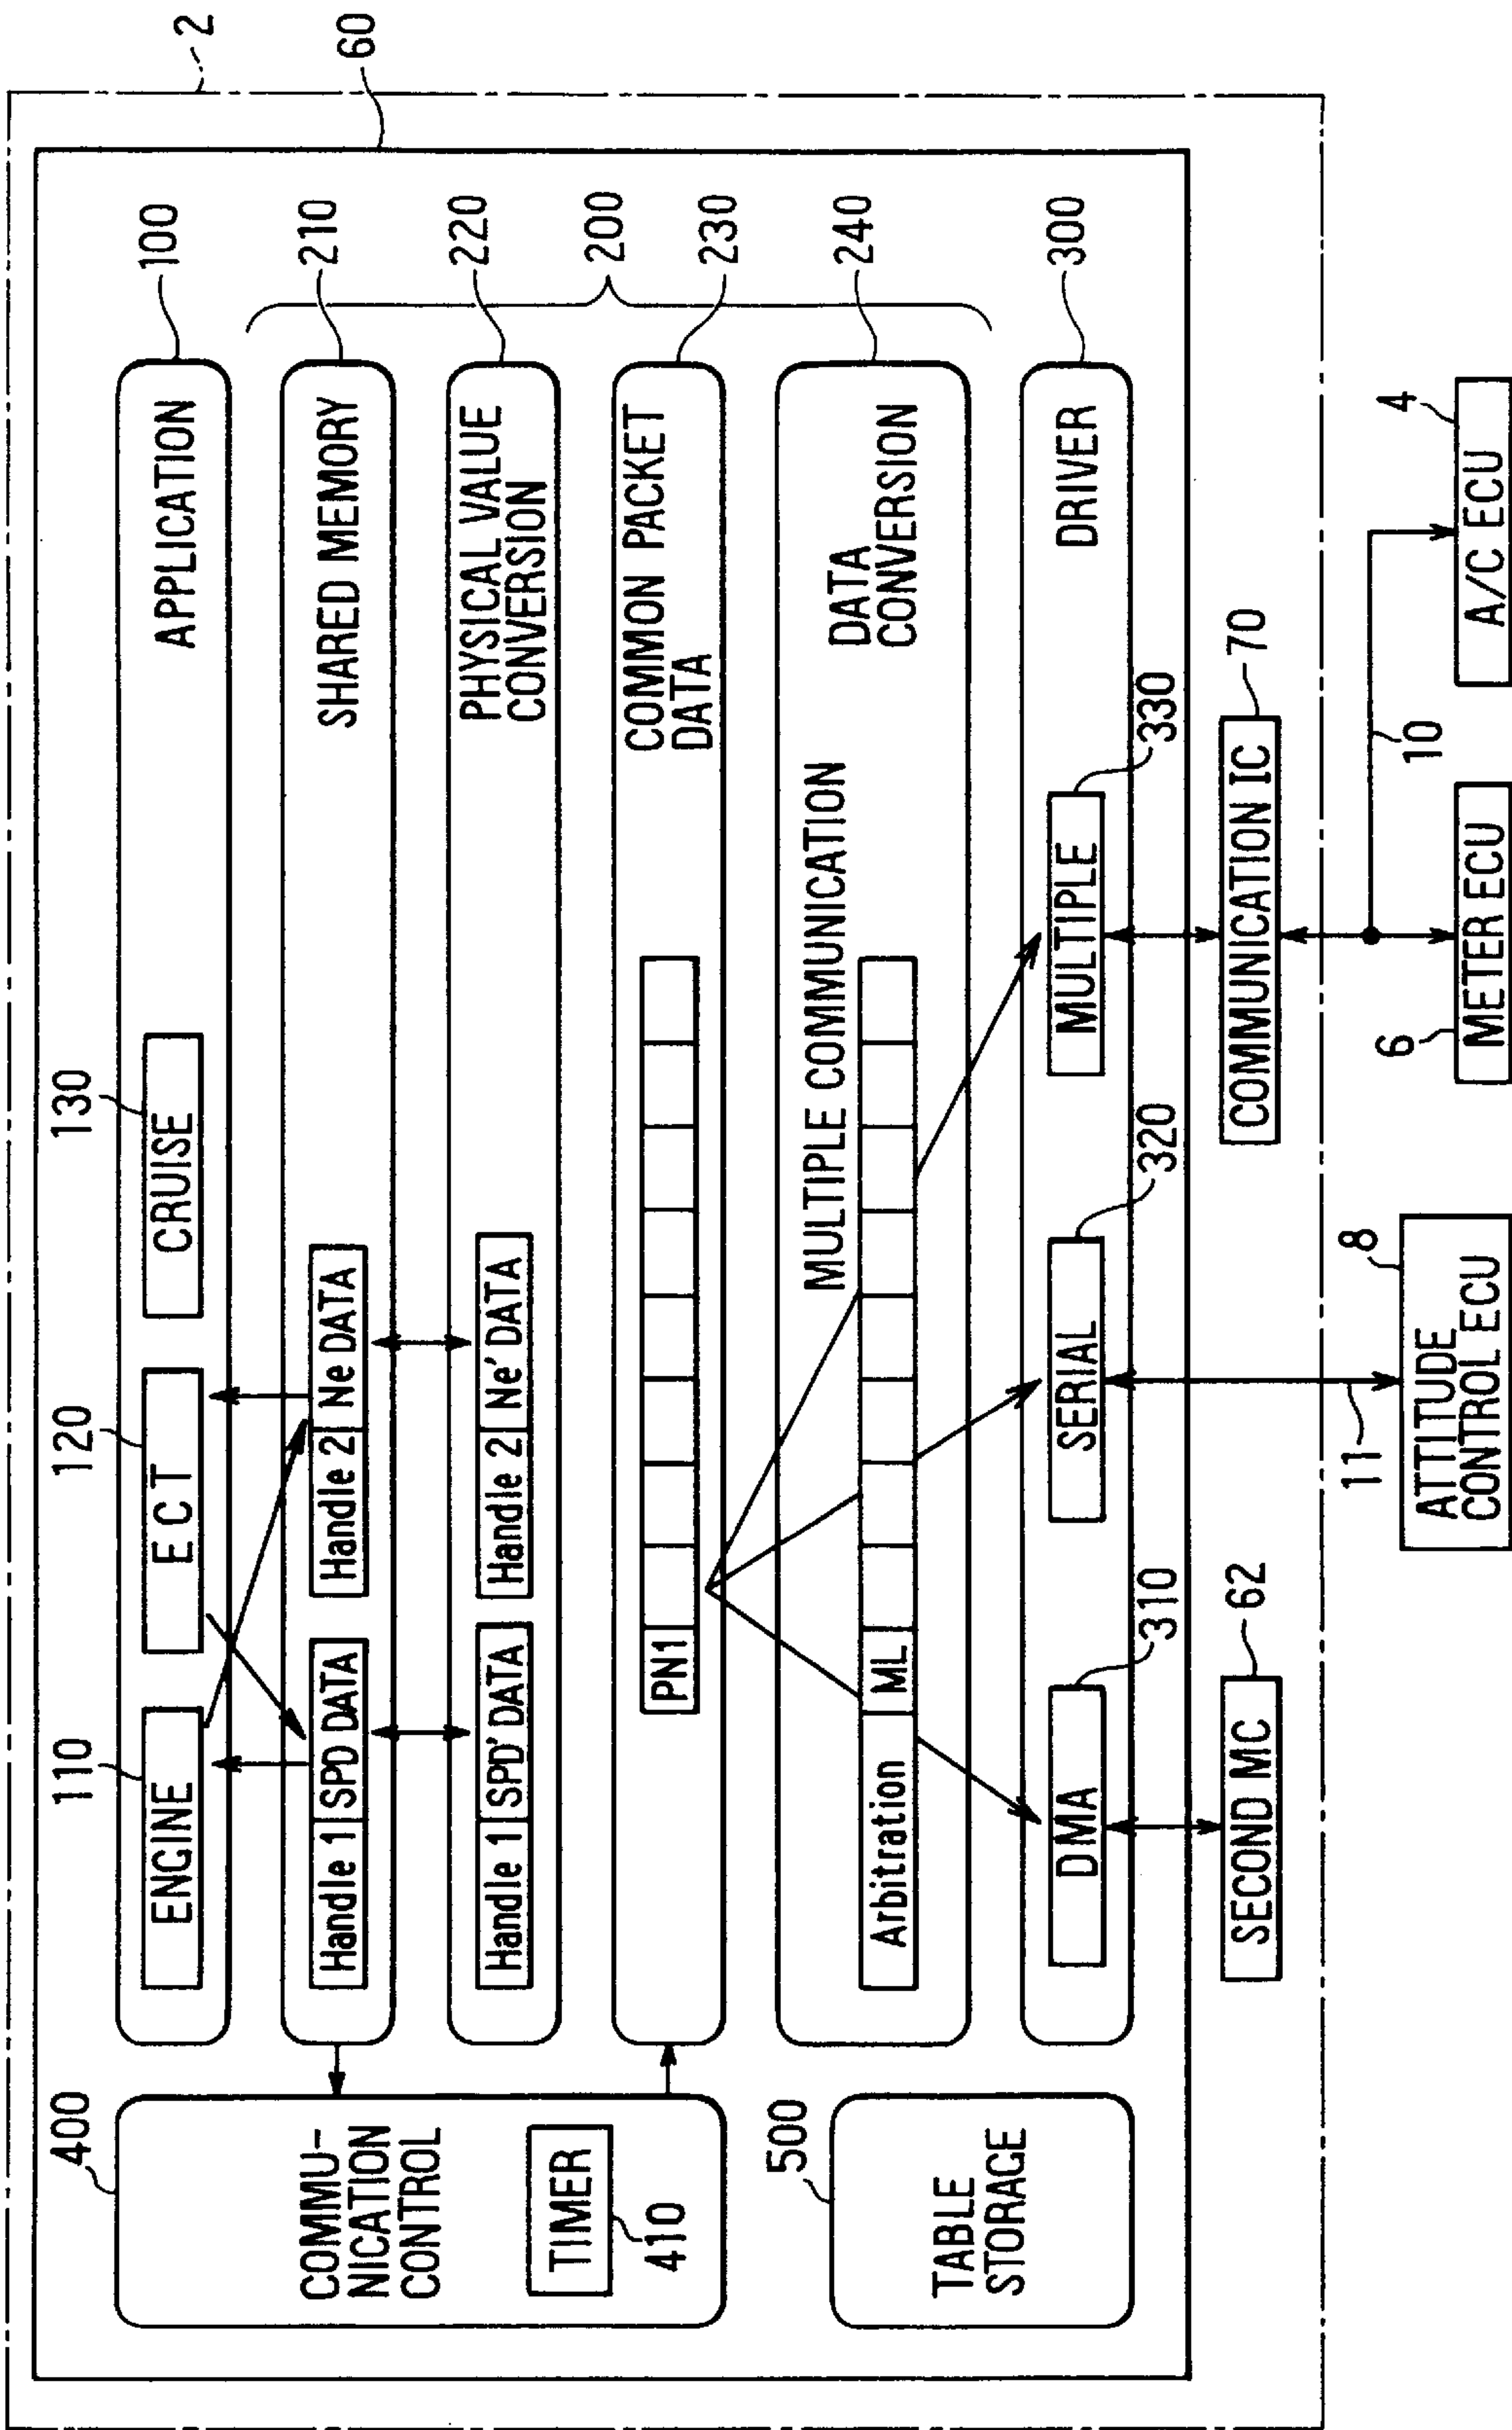 2
60
400
COMMU-
NICATION
CONTROL
TIMER
410
500
TABLE
STORAGE
100
APPLICATION
110
ENGINE
120
E C T
130
CRUISE
210
SHARED MEMORY
Handle 1 SPD DATA
Handle 2 Ne DATA
220
PHYSICAL VALUE
CONVERSION
Handle 1 SPD' DATA
Handle 2 Ne' DATA
200
230
COMMON PACKET
DATA
PN1
240
DATA
CONVERSION
MULTIPLE COMMUNICATION
Arbitration ML
300
DRIVER
310
DMA
320
SERIAL
330
MULTIPLE
62
SECOND MC
70
COMMUNICATION IC
11
8
ATTITUDE
CONTROL ECU
10
6
METER ECU
4
A/C ECU